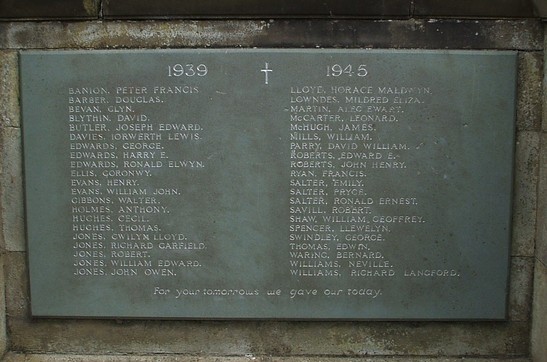 1939 1945
BANION, PETER FRANCIS
BARBER, DOUGLAS.
BEVAN, GLYN.
BLYTHIN, DAVID.
BUTLER, JOSEPH EDWARD.
DAVIES, IORWERTH LEWIS.
EDWARDS, GEORGE.
EDWARDS, HARRY E.
EDWARDS, RONALD ELWYN.
ELLIS, GORONWY.
EVANS, HENRY.
EVANS, WILLIAM JOHN.
GIBBONS, WALTER.
HOLMES, ANTHONY.
HUGHES, CECIL.
HUGHES, THOMAS.
JONES, GWILYM LLOYD.
JONES, RICHARD GARFIELD.
JONES, ROBERT.
JONES, WILLIAM EDWARD.
JONES, JOHN OWEN.
LLOYD, HORACE MALDWYN.
LOWNDES, MILDRED ELIZA.
MARTIN, ALEC EWART.
McCARTER, LEONARD.
McHUGH, JAMES.
MILLS, WILLIAM.
PARRY, DAVID WILLIAM.
ROBERTS, EDWARD E.
ROBERTS, JOHN HENRY.
RYAN, FRANCIS.
SALTER, EMILY.
SALTER, PRYCE.
SALTER, RONALD ERNEST.
SAVILL, ROBERT.
SHAW, WILLIAM, GEOFFREY.
SPENCER, LLEWELYN.
SWINDLEY, GEORGE.
THOMAS, EDWIN.
WARING, BERNARD.
WILLIAMS, NEVILLE.
WILLIAMS, RICHARD LANGFORD.
For your tomorrows we gave our today.